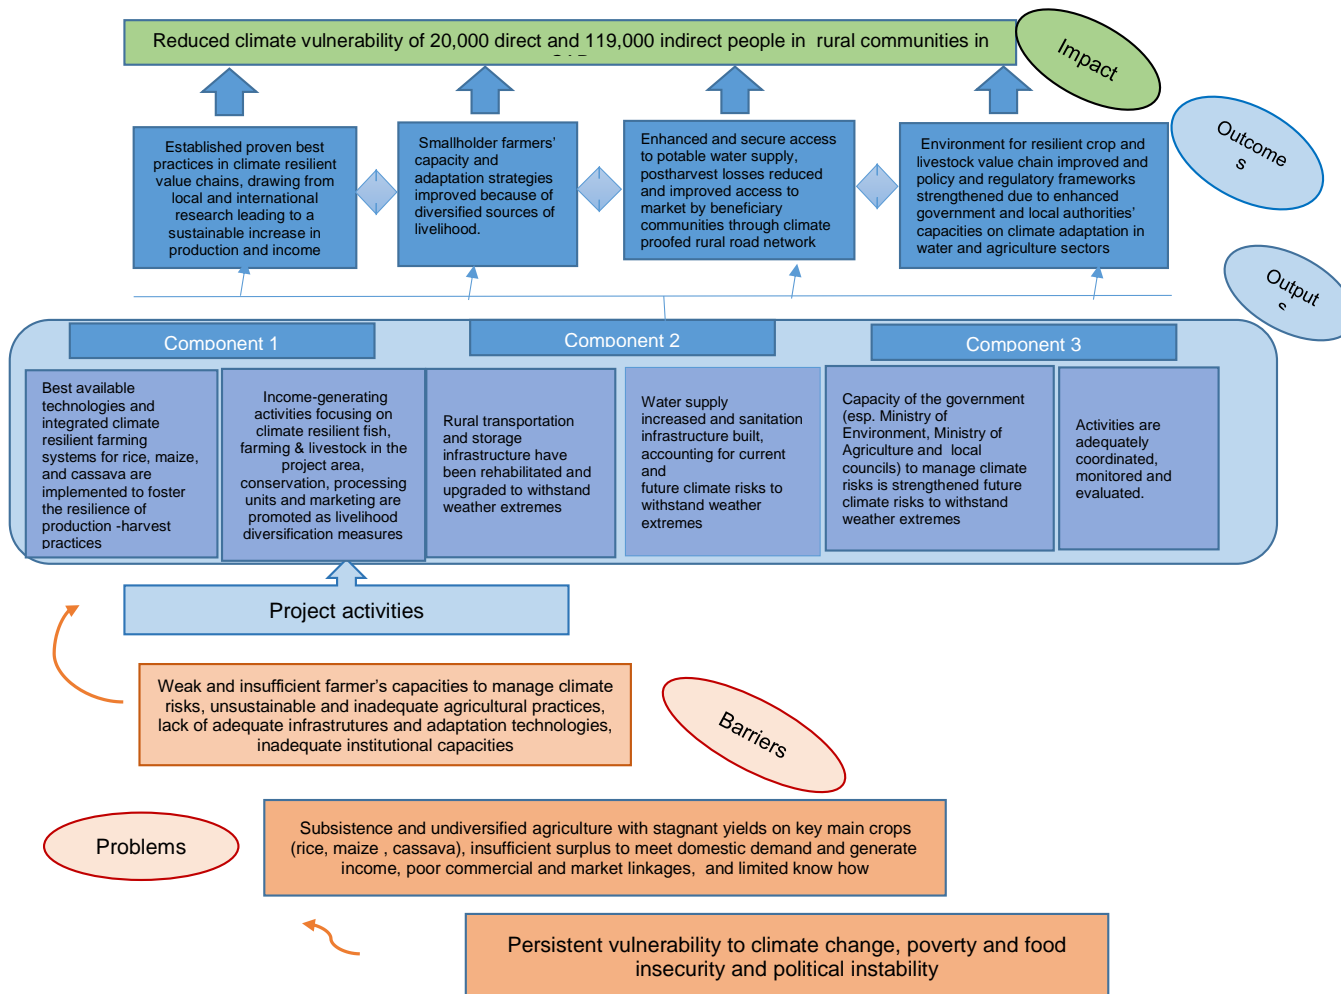 Reduced climate vulnerability of 20,000 direct and 119,000 indirect people in rural communities in
Impact
Established proven best
practices in climate resilient
value chains, drawing from
local and international
research leading to a
sustainable increase in
production and income
Smallholder farmers'
capacity and
adaptation strategies
improved because of
diversified sources of
livelihood.
Enhanced and secure access
to potable water supply,
postharvest losses reduced
and improved access to
market by beneficiary
communities through climate
proofed rural road network
Environment for resilient crop and
livestock value chain improved and
policy and regulatory frameworks
strengthened due to enhanced
government and local authorities'
capacities on climate adaptation in
water and agriculture sectors
Outcome
s
Output
s
Component 1
Component 2
Component 3
Best available
technologies and
integrated climate
resilient farming
systems for rice, maize,
and cassava are
implemented to foster
the resilience of
production -harvest
practices
Income-generating
activities focusing on
climate resilient fish,
farming & livestock in the
project area,
conservation, processing
units and marketing are
promoted as livelihood
diversification measures
Rural transportation
and storage
infrastructure have
been rehabilitated and
upgraded to withstand
weather extremes
Water supply
increased and sanitation
infrastructure built,
accounting for current
and
future climate risks to
withstand weather
extremes
Capacity of the government
(esp. Ministry of
Environment, Ministry of
Agriculture and local
councils) to manage climate
risks is strengthened future
climate risks to withstand
weather extremes
Activities are
adequately
coordinated,
monitored and
evaluated.
Project activities
Weak and insufficient farmer's capacities to manage climate
risks, unsustainable and inadequate agricultural practices,
lack of adequate infrastrutures and adaptation technologies,
inadequate institutional capacities
Barriers
Problems
Subsistence and undiversified agriculture with stagnant yields on key main crops
(rice, maize , cassava), insufficient surplus to meet domestic demand and generate
income, poor commercial and market linkages, and limited know how
Persistent vulnerability to climate change, poverty and food
insecurity and political instability